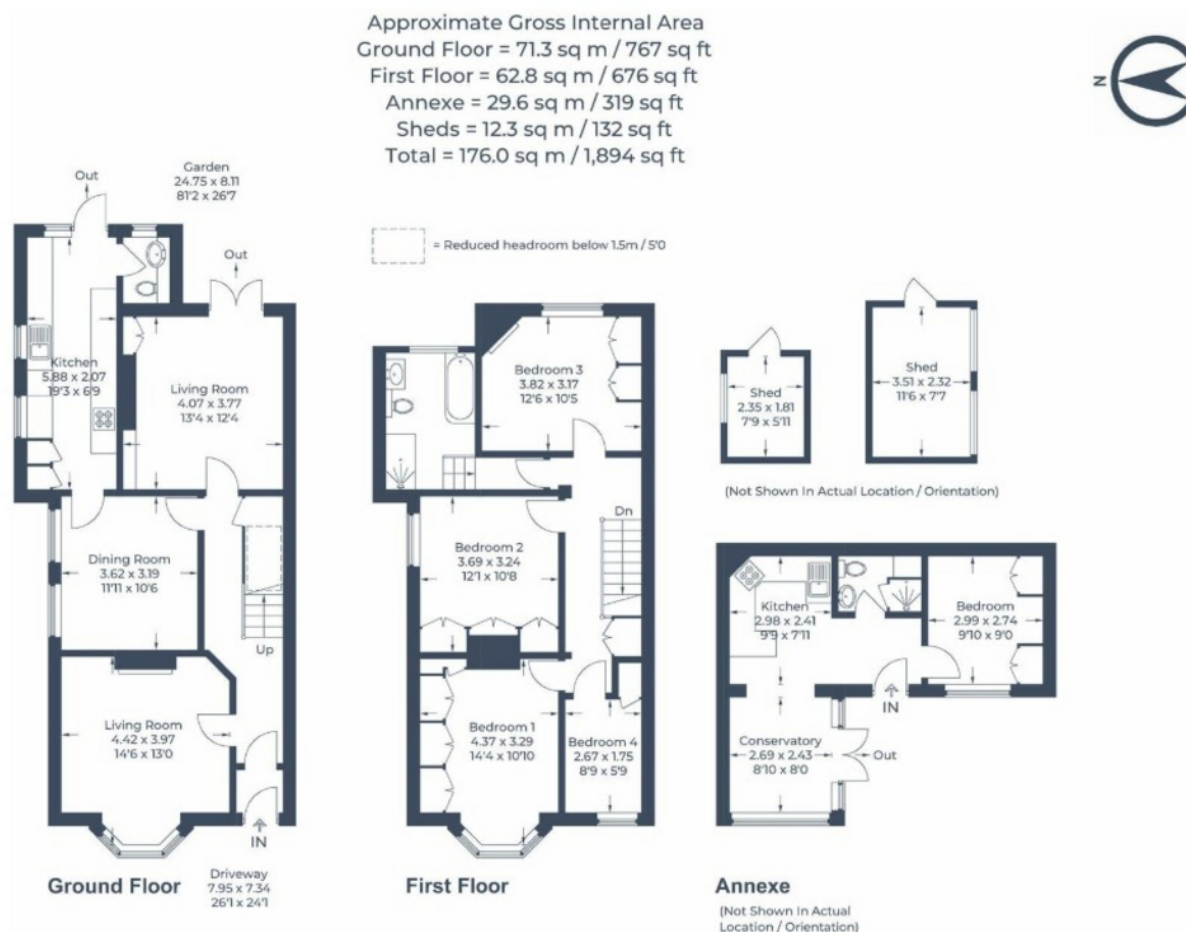 Approximate Gross Internal Area
Ground Floor = 71.3 sq m / 767 sq ft
First Floor = 62.8 sq m / 676 sq ft
Annexe = 29.6 sq m / 319 sq ft
Sheds = 12.3 sq m / 132 sq ft
Total = 176.0 sq m / 1,894 sq ft
N
Garden
24.75 x 8.11
81'2 x 26'7
Out
= Reduced headroom below 1.5m / 5'0
Out
Kitchen
5.88 x 2.07
19'3 x 6'9
Living Room
4.07 x 3.77
13'4 x 12'4
Dining Room
3.62 x 3.19
11'11 x 10'6
Up
Living Room
4.42 x 3.97
14'6 x 13'0
IN
Driveway
7.95 x 7.34
26'1 x 24'1
Ground Floor
Bedroom 3
3.82 x 3.17
12'6 x 10'5
Dn
Bedroom 2
3.69 x 3.24
12'1 x 10'8
Bedroom 1
4.37 x 3.29
14'4 x 10'10
Bedroom 4
2.67 x 1.75
8'9 x 5'9
First Floor
Shed
2.35 x 1.81
7'9 x 5'11
Shed
3.51 x 2.32
11'6 x 7'7
(Not Shown In Actual Location / Orientation)
Kitchen
2.98 x 2.41
9'9 x 7'11
Bedroom
2.99 x 2.74
9'10 x 9'0
IN
Conservatory
2.69 x 2.43
8'10 x 8'0
Out
Annexe
(Not Shown In Actual
Location / Orientation)